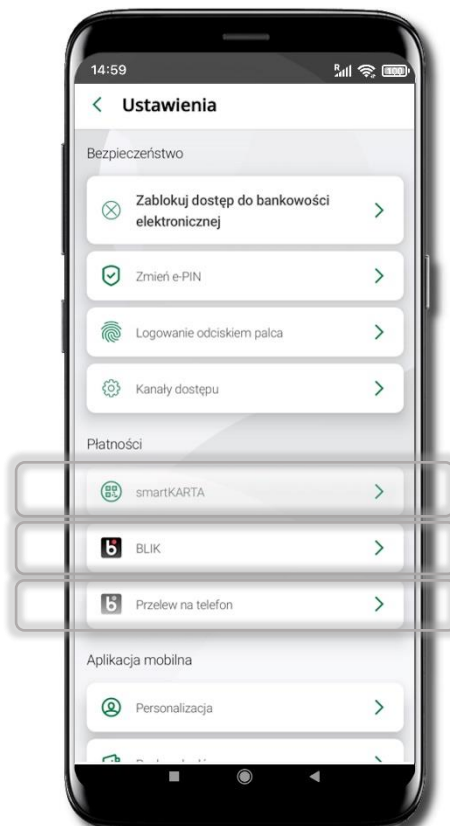 14:59
R
100
Ustawienia
Bezpieczeństwo
Zablokuj dostęp do bankowości
elektronicznej
Zmień e-PIN
Logowanie odciskiem palca
Kanały dostępu
Płatności
smartKARTA
BLIK
Przelew na telefon
Aplikacja mobilna
Personalizacja